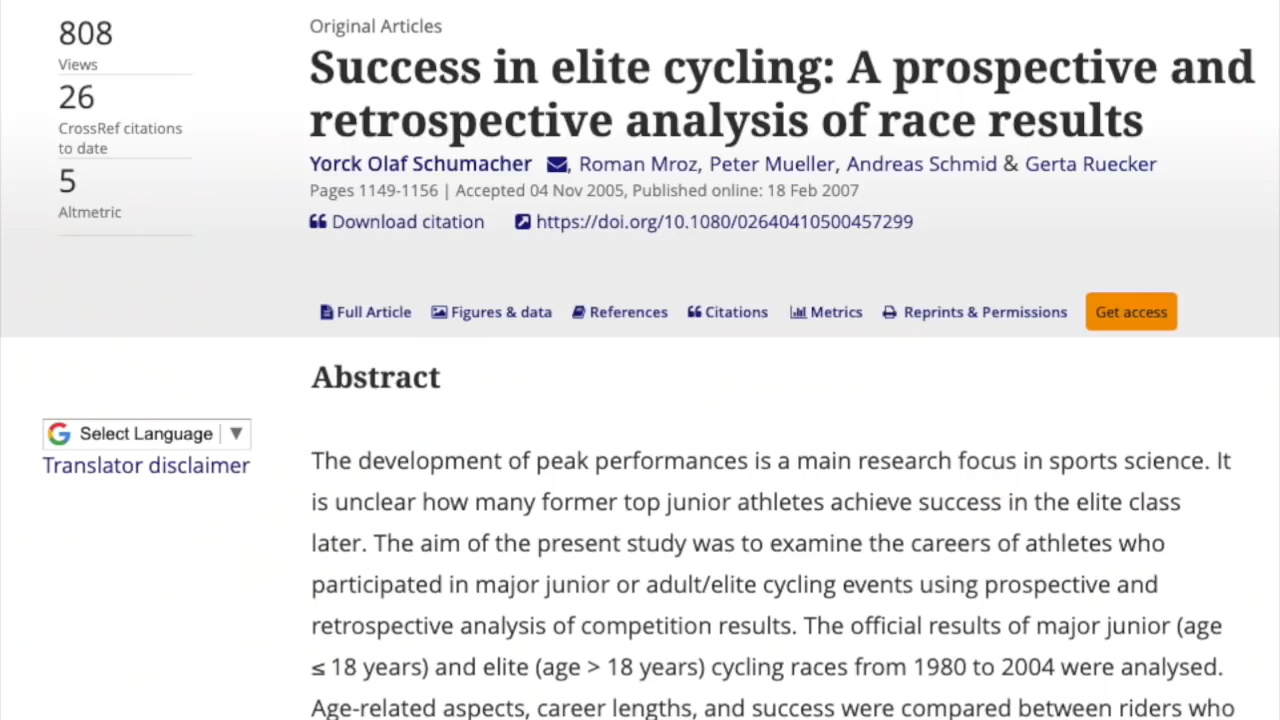 808
Views
26
CrossRef citations
to date
5
Altmetric
Original Articles
Success in elite cycling: A prospective and
retrospective analysis of race results
Yorck Olaf Schumacher , Roman Mroz, Peter Mueller, Andreas Schmid & Gerta Ruecker
Pages 1149-1156 | Accepted 04 Nov 2005, Published online: 18 Feb 2007
Download citation https://doi.org/10.1080/02640410500457299
Full Article Figures & data References Citations Metrics Reprints & Permissions Get access
Select Language ▼
Translator disclaimer
Abstract
The development of peak performances is a main research focus in sports science. It
is unclear how many former top junior athletes achieve success in the elite class
later. The aim of the present study was to examine the careers of athletes who
participated in major junior or adult/elite cycling events using prospective and
retrospective analysis of competition results. The official results of major junior (age
≤ 18 years) and elite (age > 18 years) cycling races from 1980 to 2004 were analysed.
Age-related aspects, career lengths, and success were compared between riders who